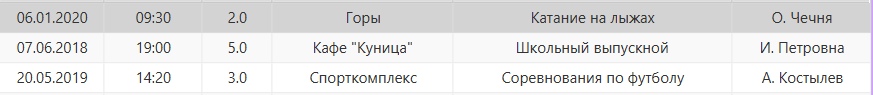 06.01.2020 09:30 2.0 Горы Катание на лыжах О. Чечня
07.06.2018 19:00 5.0 Кафе "Куница" Школьный выпускной И. Петровна
20.05.2019 14:20 3.0 Спорткомплекс Соревнования по футболу А. Костылев